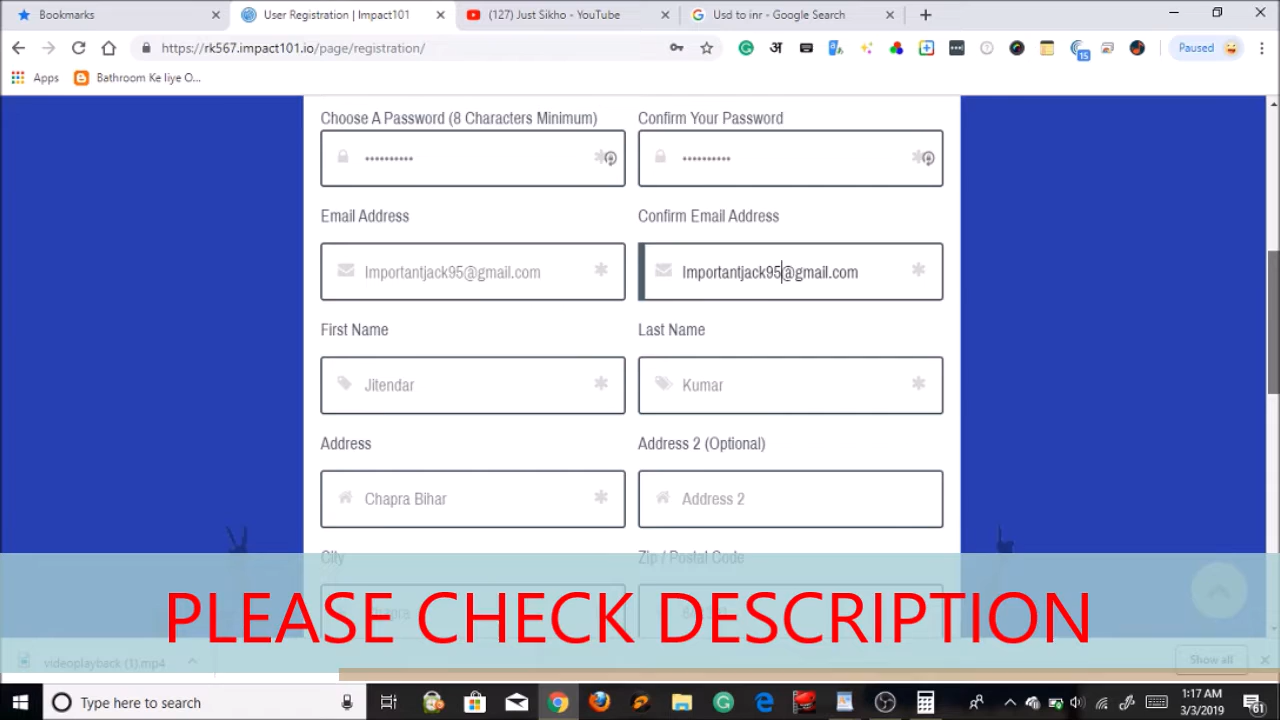 Bookmarks
User Registration | Impact101
(127) Just Sikho - YouTube
Usd to inr - Google Search
https://rk567.impact101.io/page/registration/
अ
15
Paused
Apps
Bathroom Ke liye O...
Choose A Password (8 Characters Minimum)
Confirm Your Password
••••••••••
••••••••••
Email Address
Confirm Email Address
Importantjack95@gmail.com
Importantjack95@gmail.com
First Name
Last Name
Jitendar
Kumar
Address
Address 2 (Optional)
Chapra Bihar
Address 2
City
Zip / Postal Code
PLEASE CHECK DESCRIPTION
videoplayback (1).mp4
Show all
Type here to search
1:17 AM
3/3/2019
61